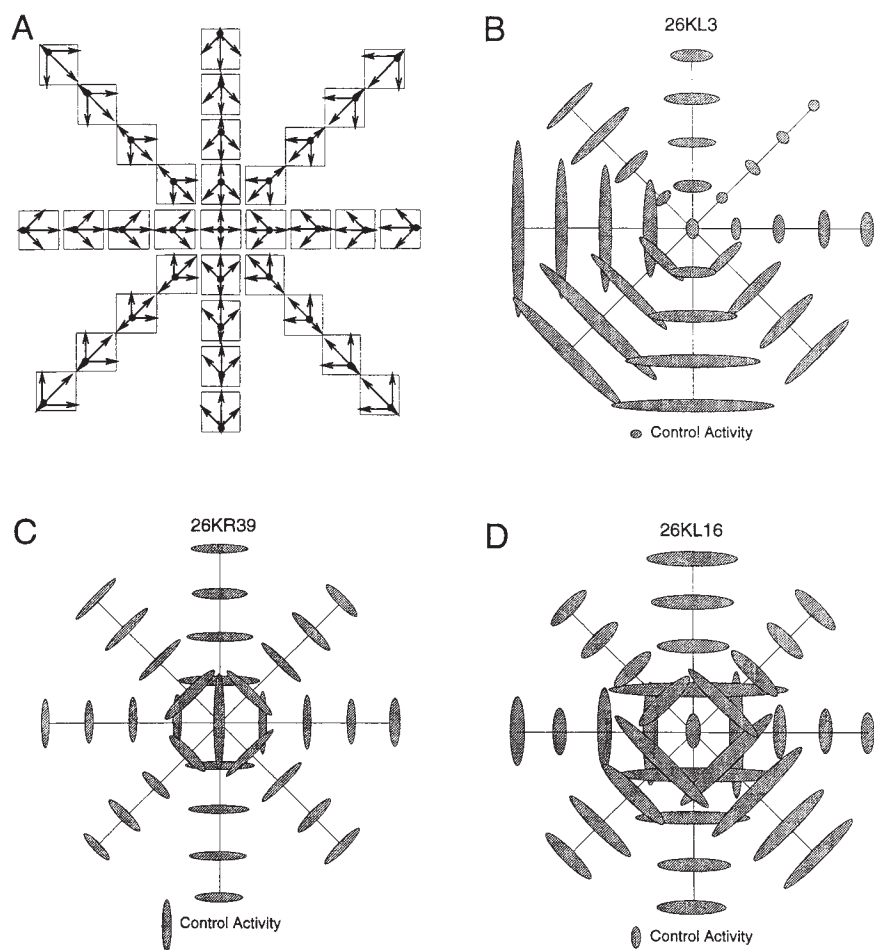 A
B
26KL3
Control Activity
C
26KR39
Control Activity
D
26KL16
Control Activity